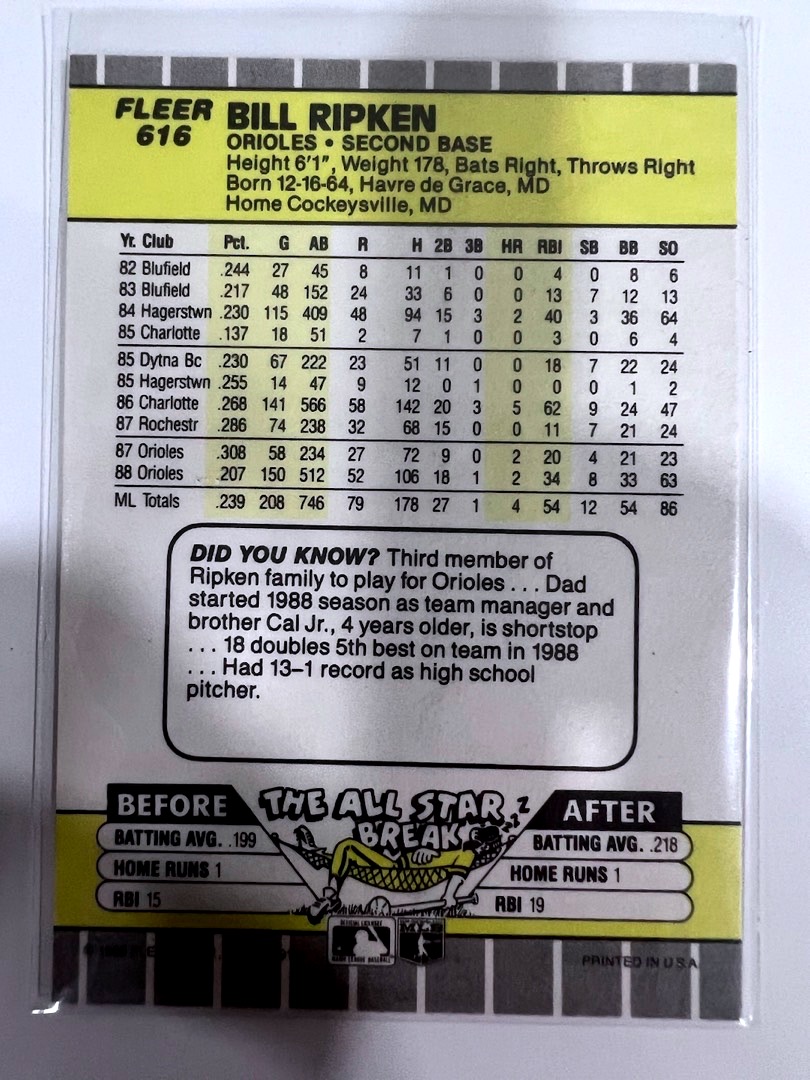 FLEER
616
BILL RIPKEN
ORIOLES • SECOND BASE
Height 6'1", Weight 178, Bats Right, Throws Right
Born 12-16-64, Havre de Grace, MD
Home Cockeysville, MD
Yr. Club Pct. G AB R H 2B 3B HR RBI SB BB SO
82 Blufield .244 27 45 8 11 1 0 0 4 0 8 6
83 Blufield .217 48 152 24 33 6 0 0 13 7 12 13
84 Hagerstwn .230 115 409 48 94 15 3 2 40 3 36 64
85 Charlotte .137 18 51 2 7 1 0 0 3 0 6 4
85 Dytna Bc .230 67 222 23 51 11 0 0 18 7 22 24
85 Hagerstwn .255 14 47 9 12 0 1 0 0 0 1 2
86 Charlotte .268 141 566 58 142 20 3 5 62 9 24 47
87 Rochestr .286 74 238 32 68 15 0 0 11 7 21 24
87 Orioles .308 58 234 27 72 9 0 2 20 4 21 23
88 Orioles .207 150 512 52 106 18 1 2 34 8 33 63
ML Totals .239 208 746 79 178 27 1 4 54 12 54 86
DID YOU KNOW? Third member of
Ripken family to play for Orioles . . . Dad
started 1988 season as team manager and
brother Cal Jr., 4 years older, is shortstop
. . . 18 doubles 5th best on team in 1988
. . . Had 13–1 record as high school
pitcher.
THE ALL STAR
BREAK
Z Z Z
BEFORE
BATTING AVG. .199
HOME RUNS 1
RBI 15
AFTER
BATTING AVG. .218
HOME RUNS 1
RBI 19
OFFICIAL LICENSEE
MAJOR LEAGUE BASEBALL
PRINTED IN U.S.A.